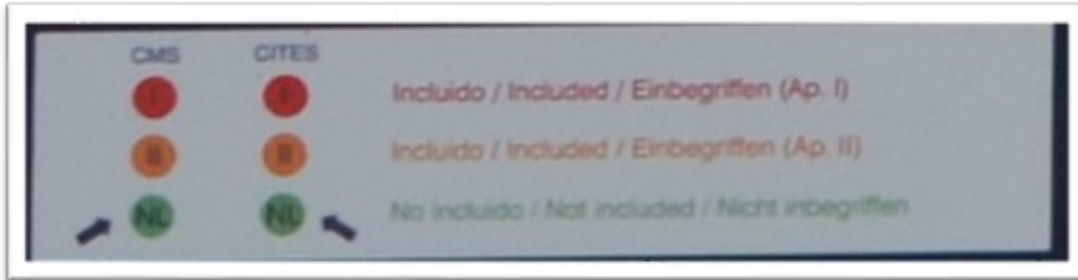 CMS CITES
I I Incluido / Included / Einbegriffen (Ap. I)
II II Incluido / Included / Einbegriffen (Ap. II)
NL NL No incluido / Not included / Nicht inbegriffen